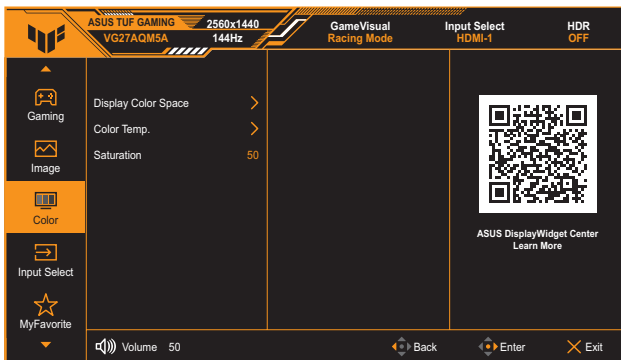 ASUS TUF GAMING 2560x1440
VG27AQM5A 144Hz
GameVisual
Racing Mode
Input Select
HDMI-1
HDR
OFF
Gaming
Image
Color
Input Select
MyFavorite
Display Color Space
Color Temp.
Saturation 50
ASUS DisplayWidget Center
Learn More
Volume 50
Back
Enter
Exit